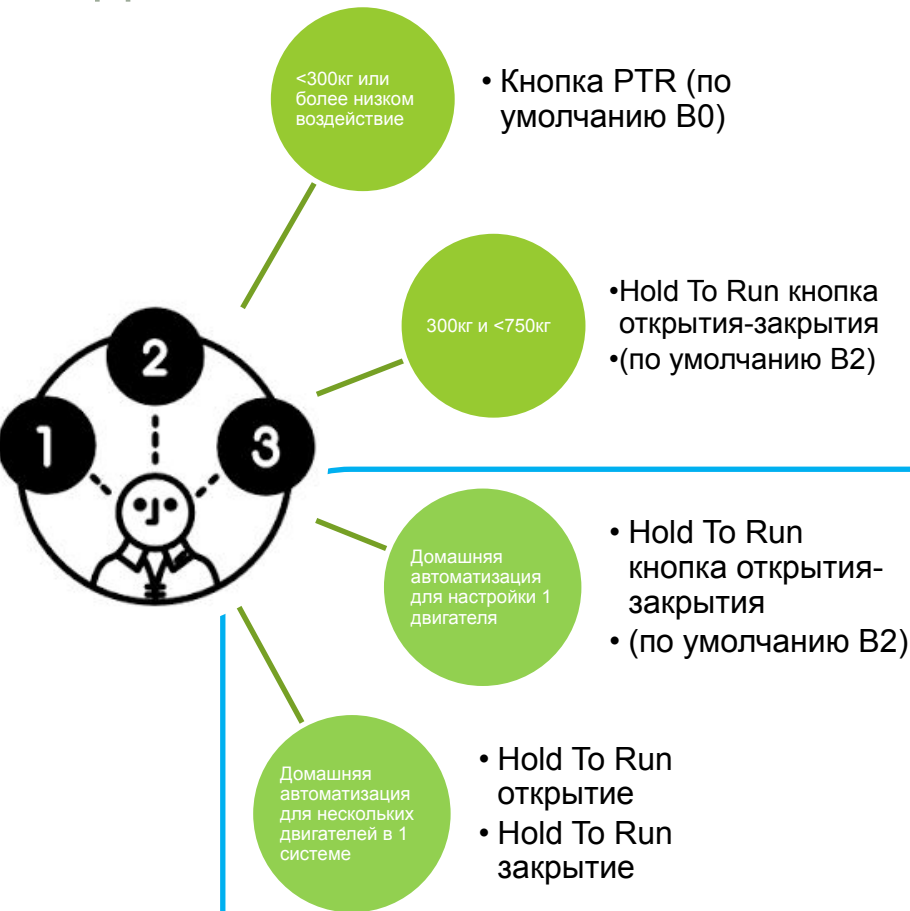 <300кг или
более низком
воздействие
• Кнопка PTR (по
умолчанию B0)
300кг и <750кг
•Hold To Run кнопка
открытия-закрытия
•(по умолчанию B2)
2
1
3
Домашняя
автоматизация
для настройки 1
двигателя
• Hold To Run
кнопка открытия-
закрытия
• (по умолчанию B2)
Домашняя
автоматизация
для нескольких
двигателей в 1
системе
• Hold To Run
открытие
• Hold To Run
закрытие